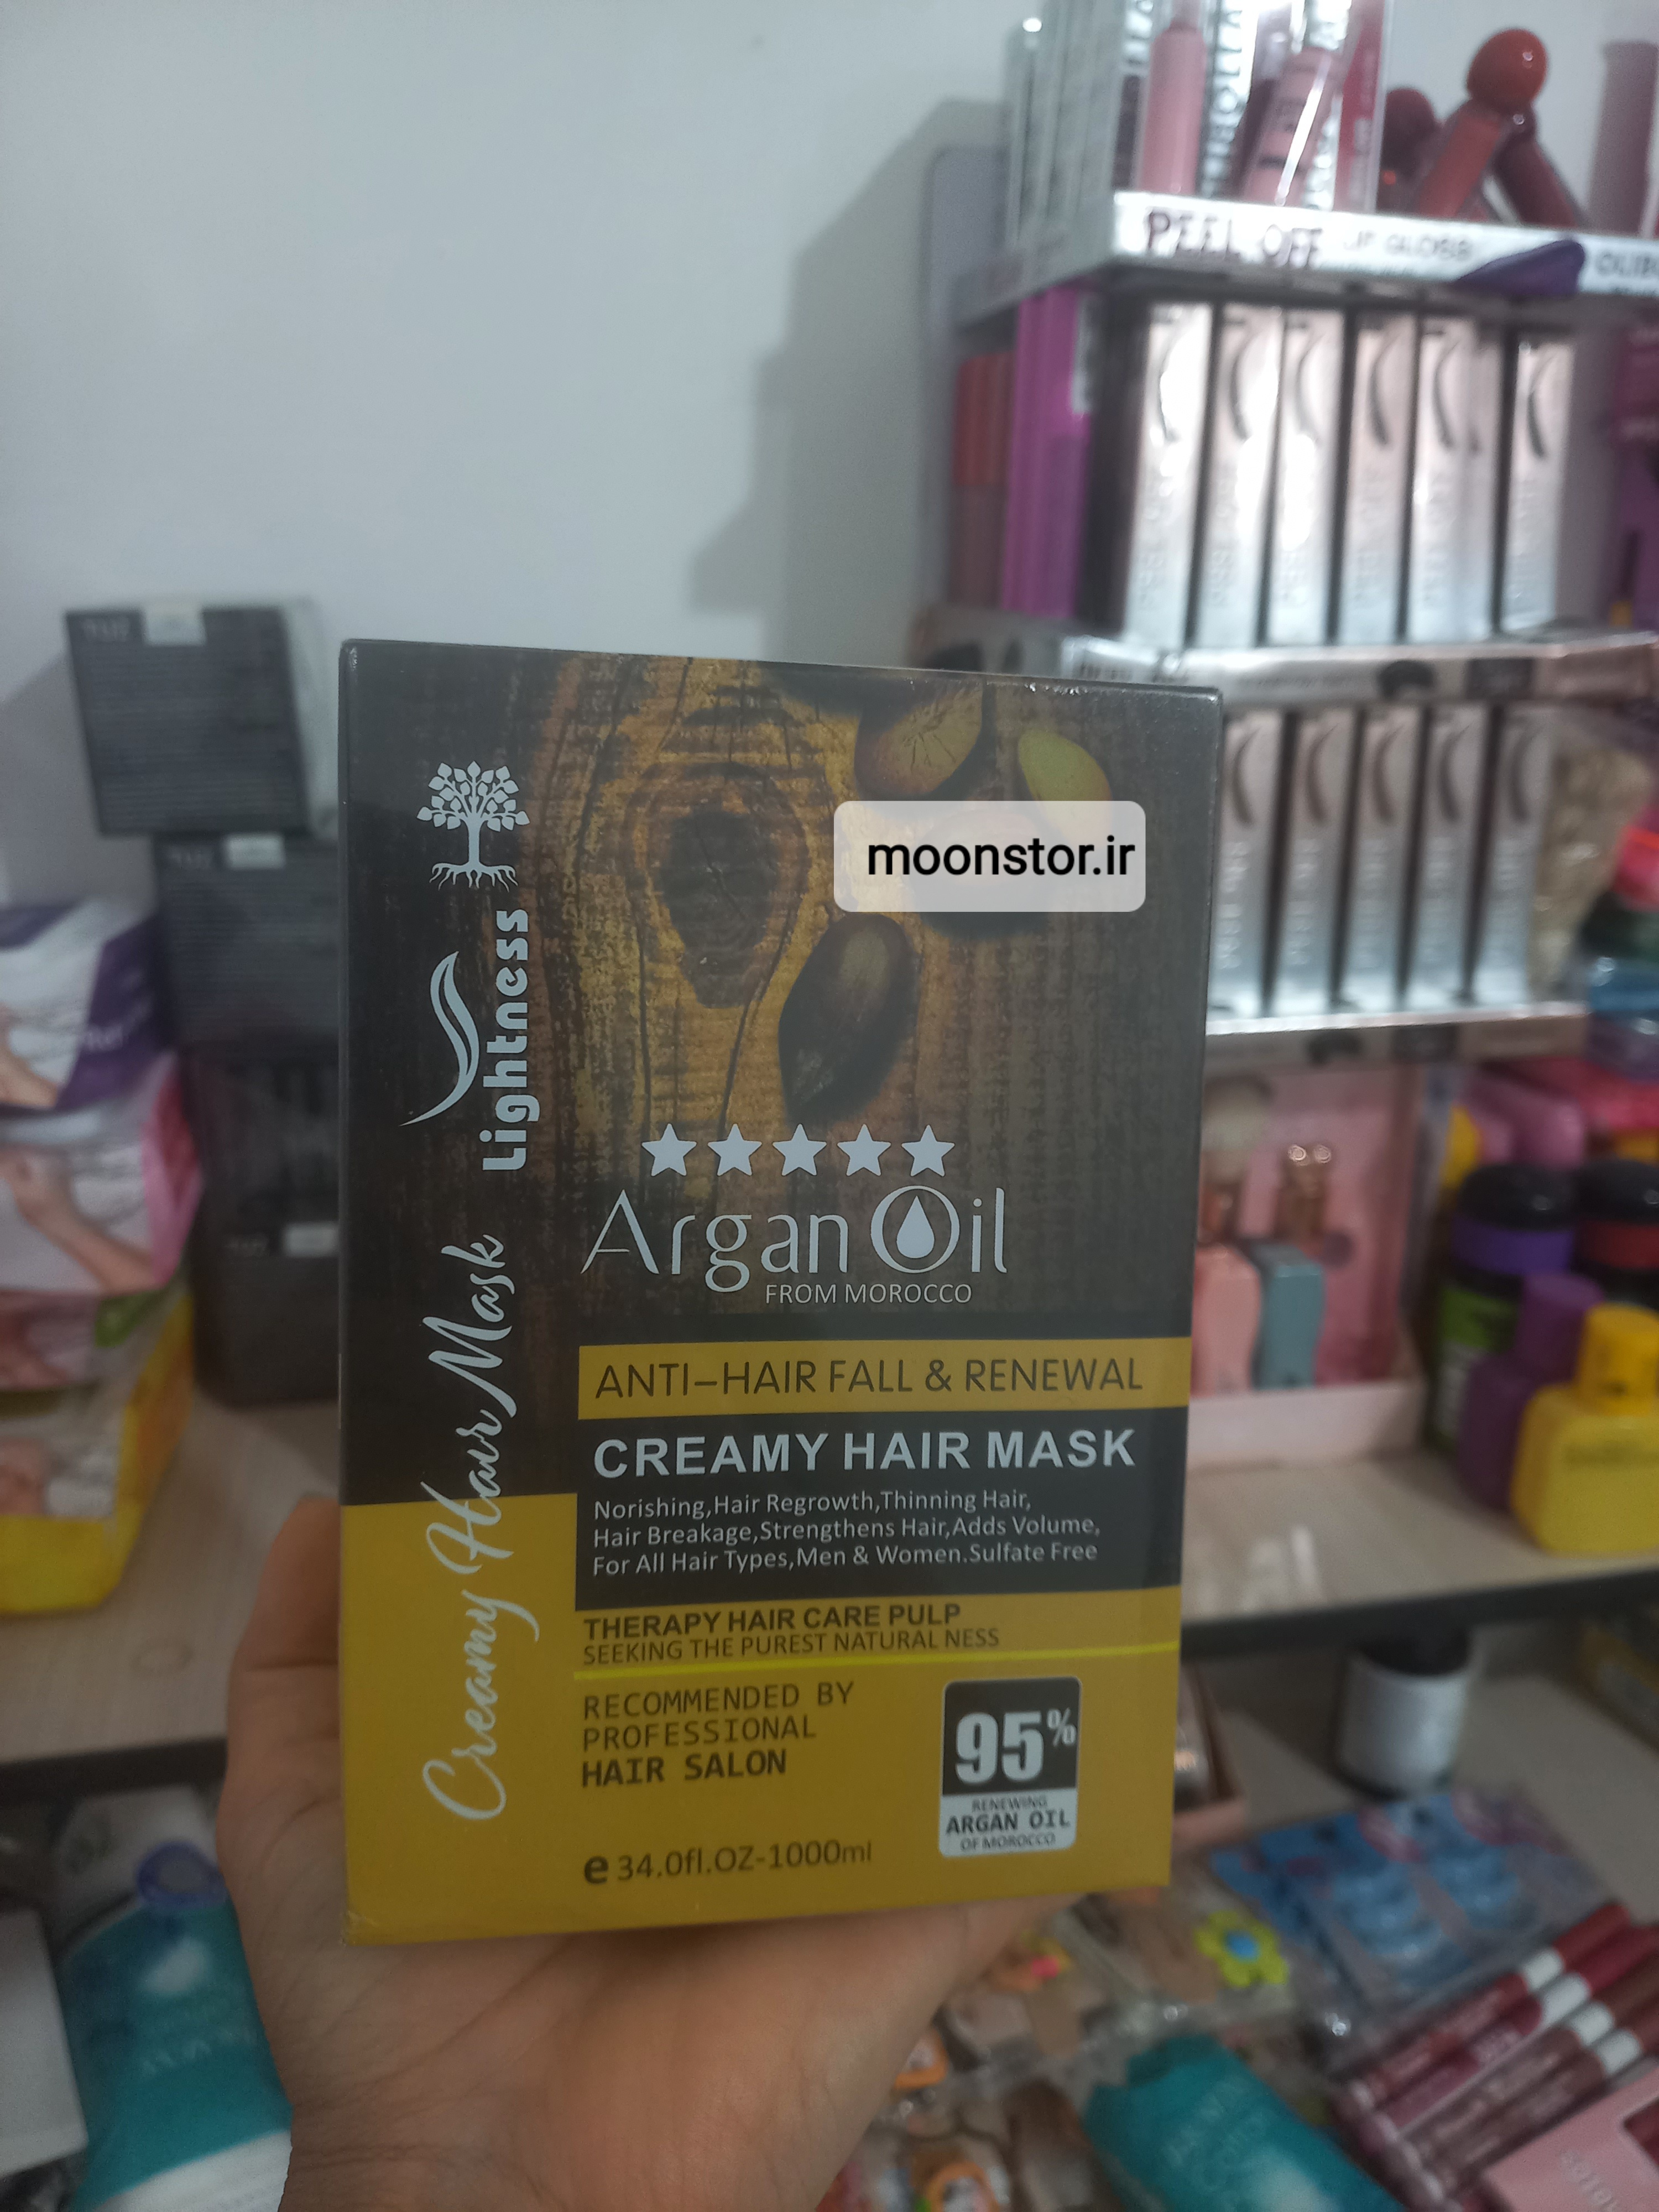 PEEL OFF LIP GLOSS
moonstor.ir
Lightness
Creamy Hair Mask
Argan Oil
FROM MOROCCO
ANTI-HAIR FALL & RENEWAL
CREAMY HAIR MASK
Norishing,Hair Regrowth,Thinning Hair,
Hair Breakage,Strengthens Hair,Adds Volume,
For All Hair Types,Men & Women.Sulfate Free
THERAPY HAIR CARE PULP
SEEKING THE PUREST NATURAL NESS
RECOMMENDED BY
PROFESSIONAL
HAIR SALON
95%
RENEWING
ARGAN OIL
OF MOROCCO
e 34.0fl.OZ-1000ml